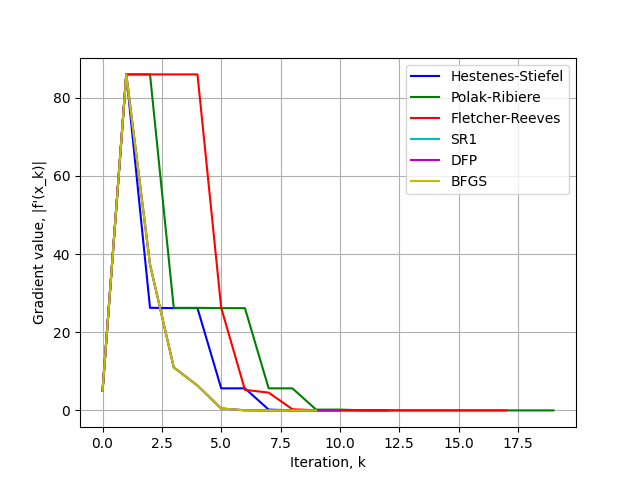 Hestenes-Stiefel
Polak-Ribiere
Fletcher-Reeves
SR1
DFP
BFGS
80
60
40
20
0
Gradient value, |f'(x_k)|
0.0 2.5 5.0 7.5 10.0 12.5 15.0 17.5
Iteration, k